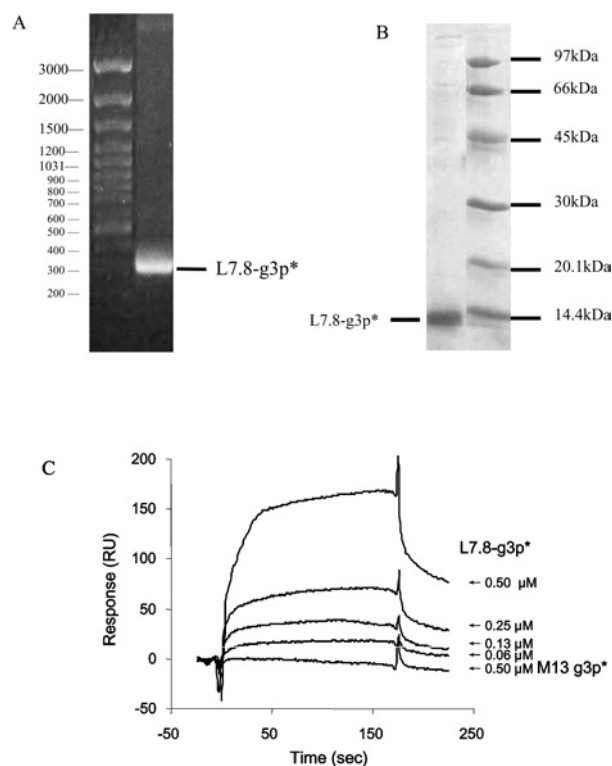 A
3000
2000
1500
1200
1031
900
800
700
600
500
400
300
200
L7.8-g3p*
B
97kDa
66kDa
45kDa
30kDa
20.1kDa
14.4kDa
L7.8-g3p*
C
Response (RU)
200
150
100
50
0
-50
-50
50
150
250
Time (sec)
L7.8-g3p*
0.50 µM
0.25 µM
0.13 µM
0.06 µM
0.50 µM M13 g3p*